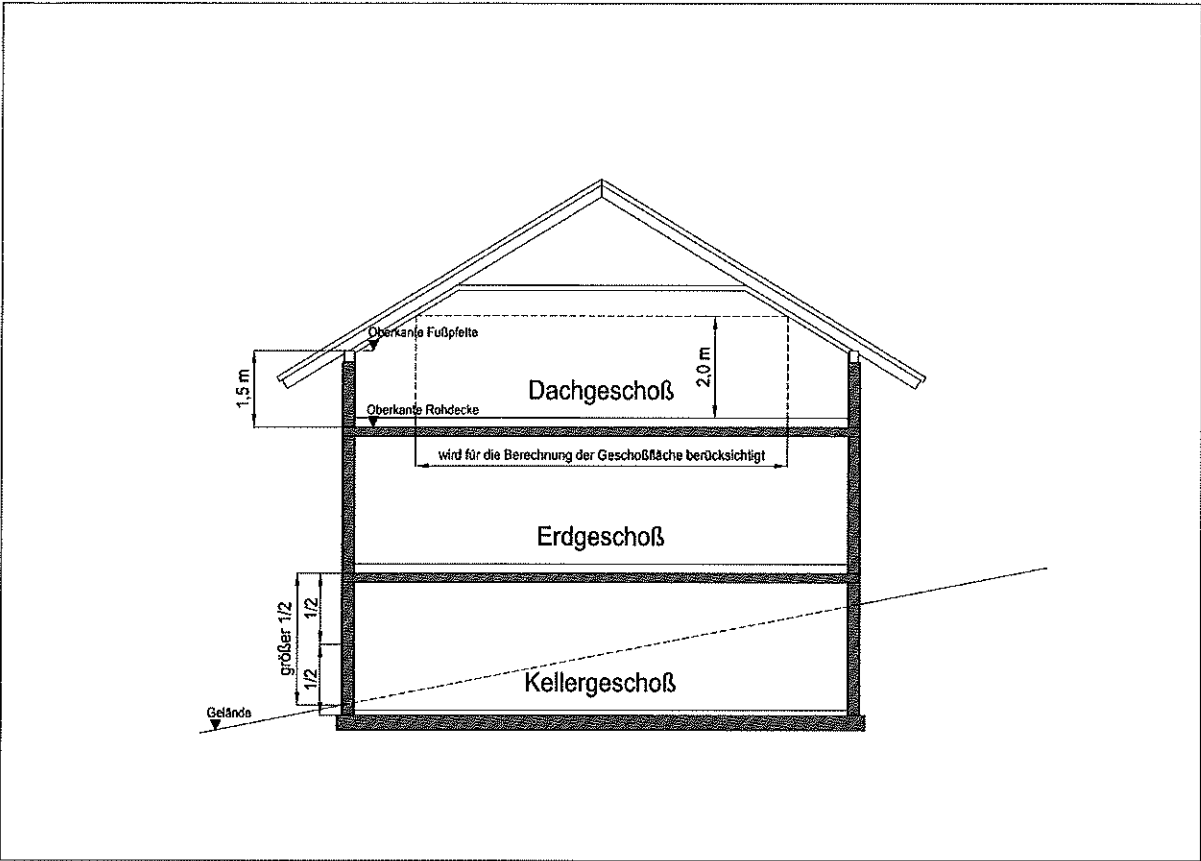 Oberkante Fußpfette
1,5 m
2,0 m
Dachgeschoß
Oberkante Rohdecke
wird für die Berechnung der Geschoßfläche berücksichtigt
Erdgeschoß
größer 1/2
1/2
1/2
Kellergeschoß
Gelände